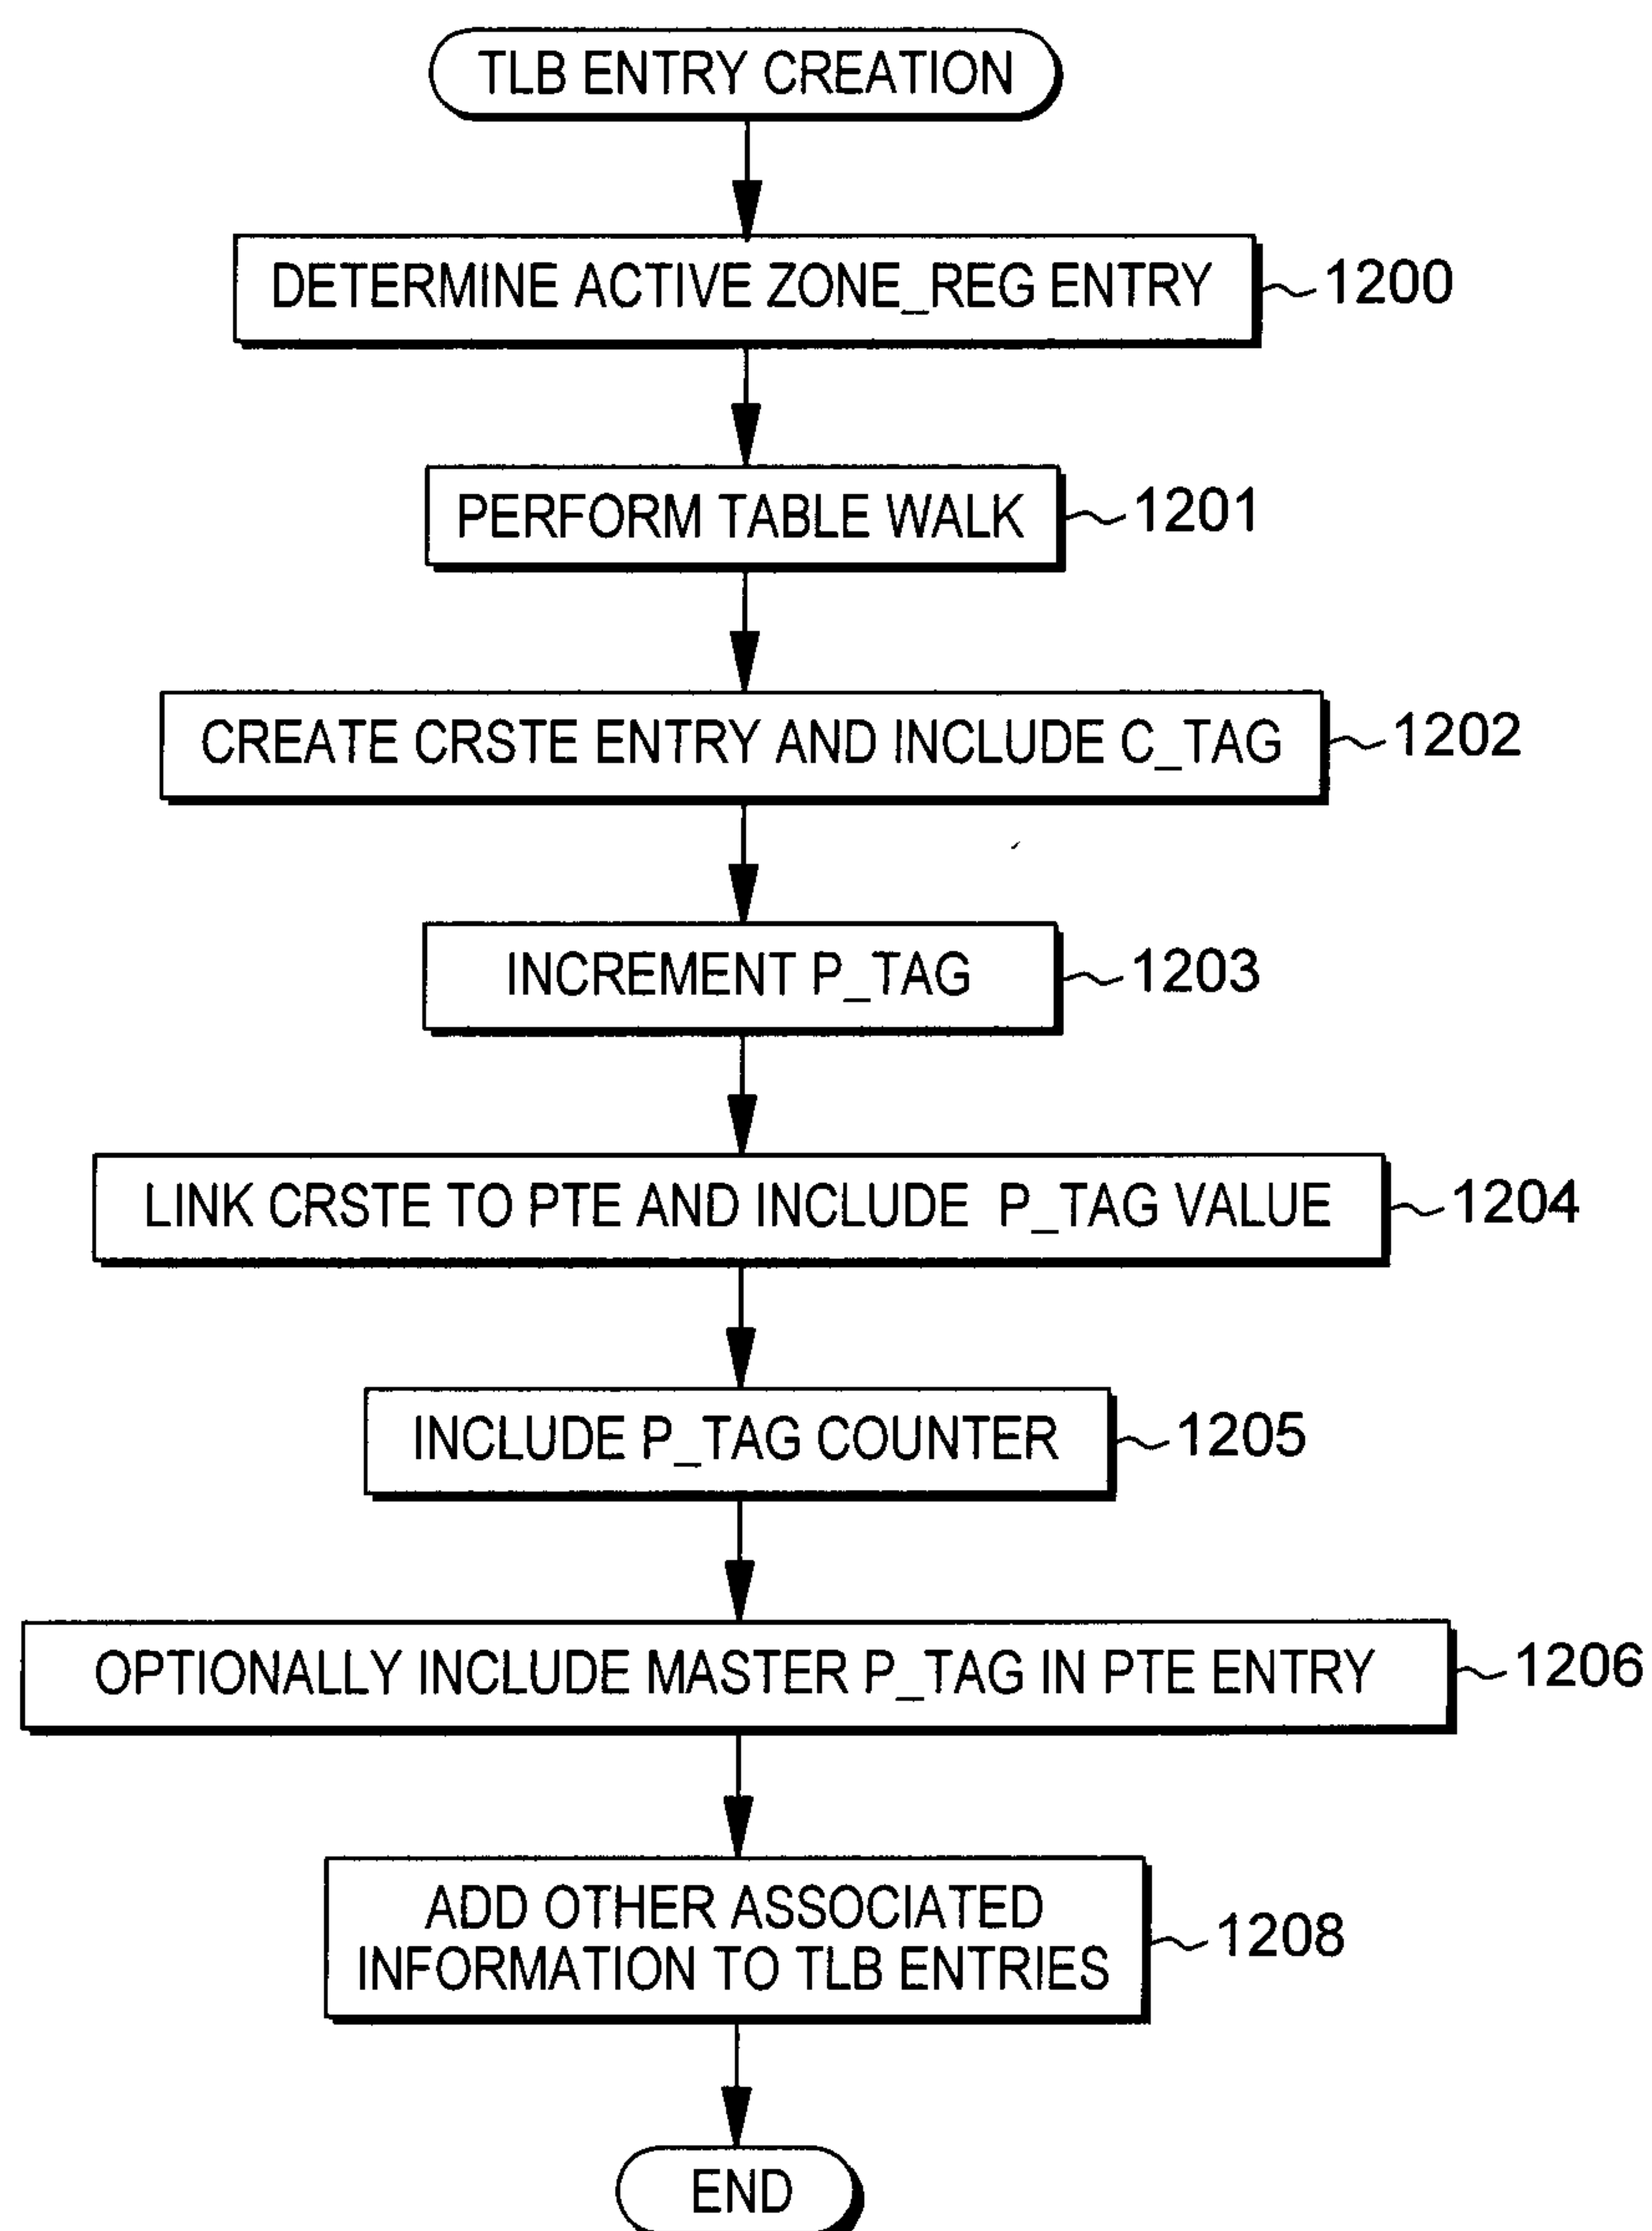 TLB ENTRY CREATION
DETERMINE ACTIVE ZONE_REG ENTRY
1200
PERFORM TABLE WALK
1201
CREATE CRSTE ENTRY AND INCLUDE C_TAG
1202
INCREMENT P_TAG
1203
LINK CRSTE TO PTE AND INCLUDE P_TAG VALUE
1204
INCLUDE P_TAG COUNTER
1205
OPTIONALLY INCLUDE MASTER P_TAG IN PTE ENTRY
1206
ADD OTHER ASSOCIATED
INFORMATION TO TLB ENTRIES
1208
END